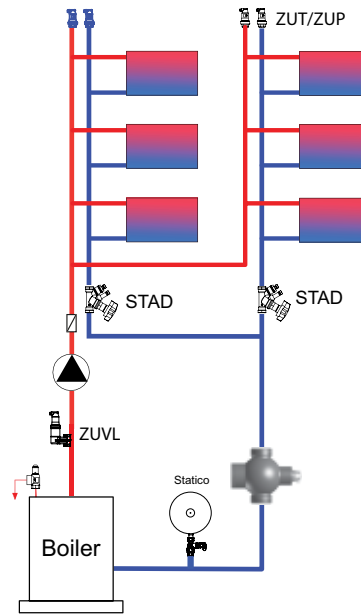 ZUT/ZUP
STAD
STAD
ZUVL
Statico
Boiler